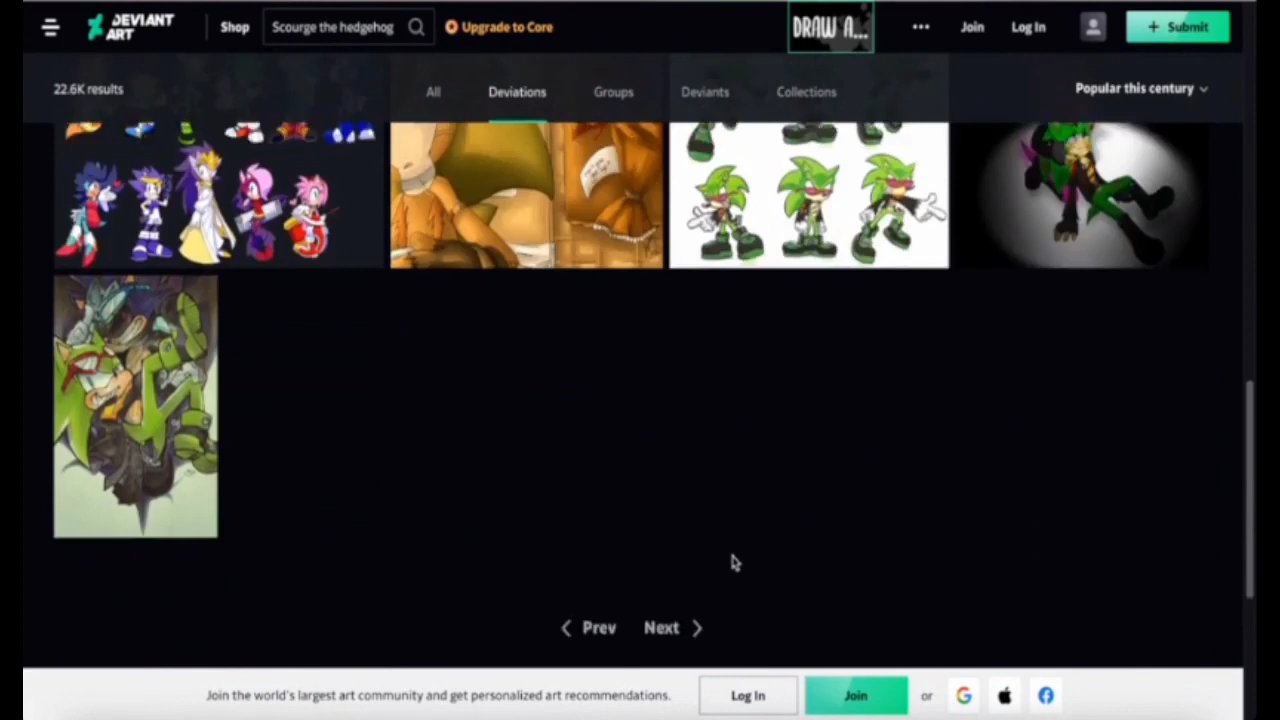 DEVIANT
ART
Shop
Scourge the hedgehog
Upgrade to Core
DRAW A...
Join
Log In
+ Submit
22.6K results
All
Deviations
Groups
Deviants
Collections
Popular this century
Prev
Next
Join the world's largest art community and get personalized art recommendations.
Log In
Join
or